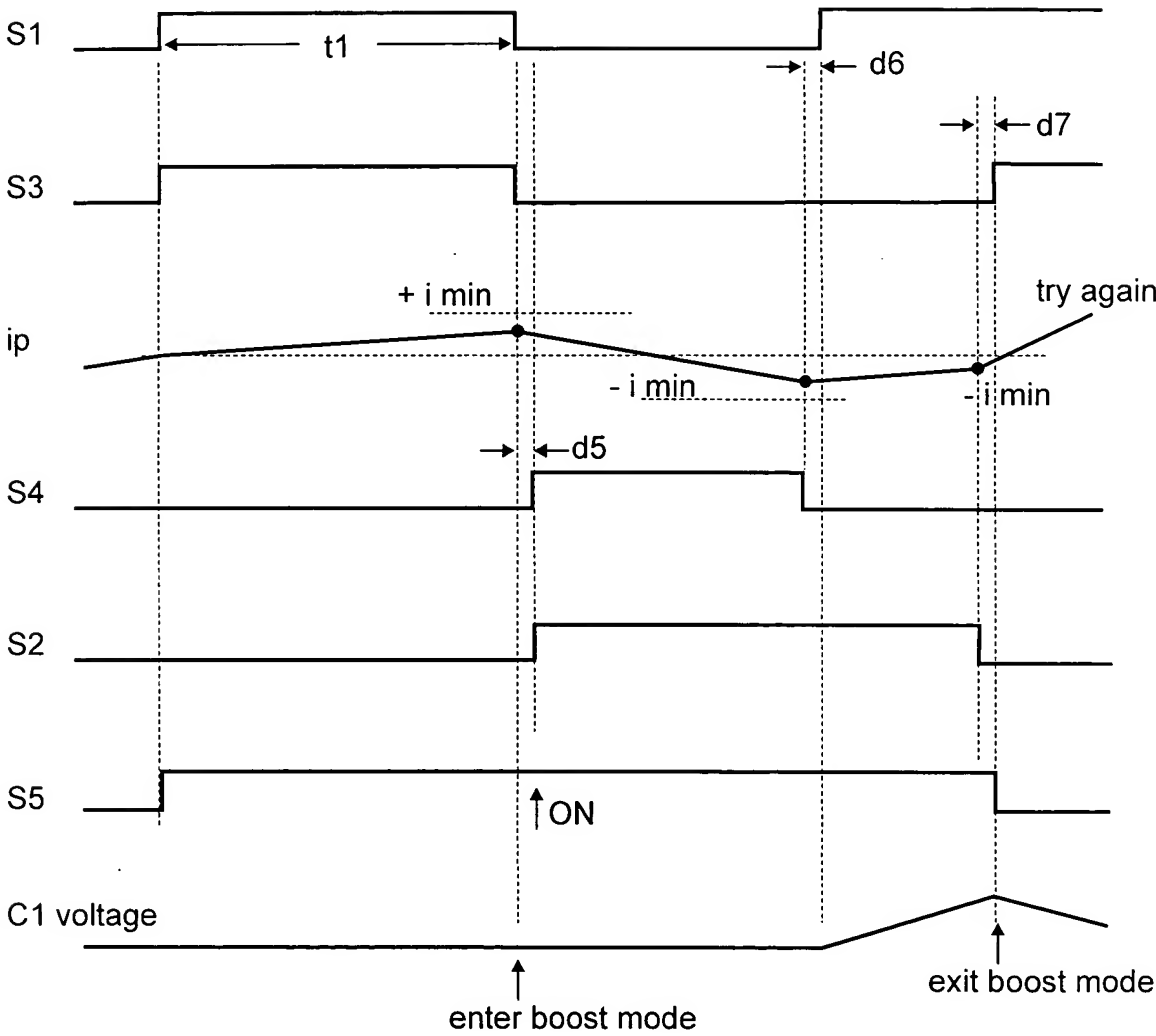 S1
t1
d6
d7
S3
+ i min
try again
ip
- i min
- i min
d5
S4
S2
S5
ON
C1 voltage
exit boost mode
enter boost mode